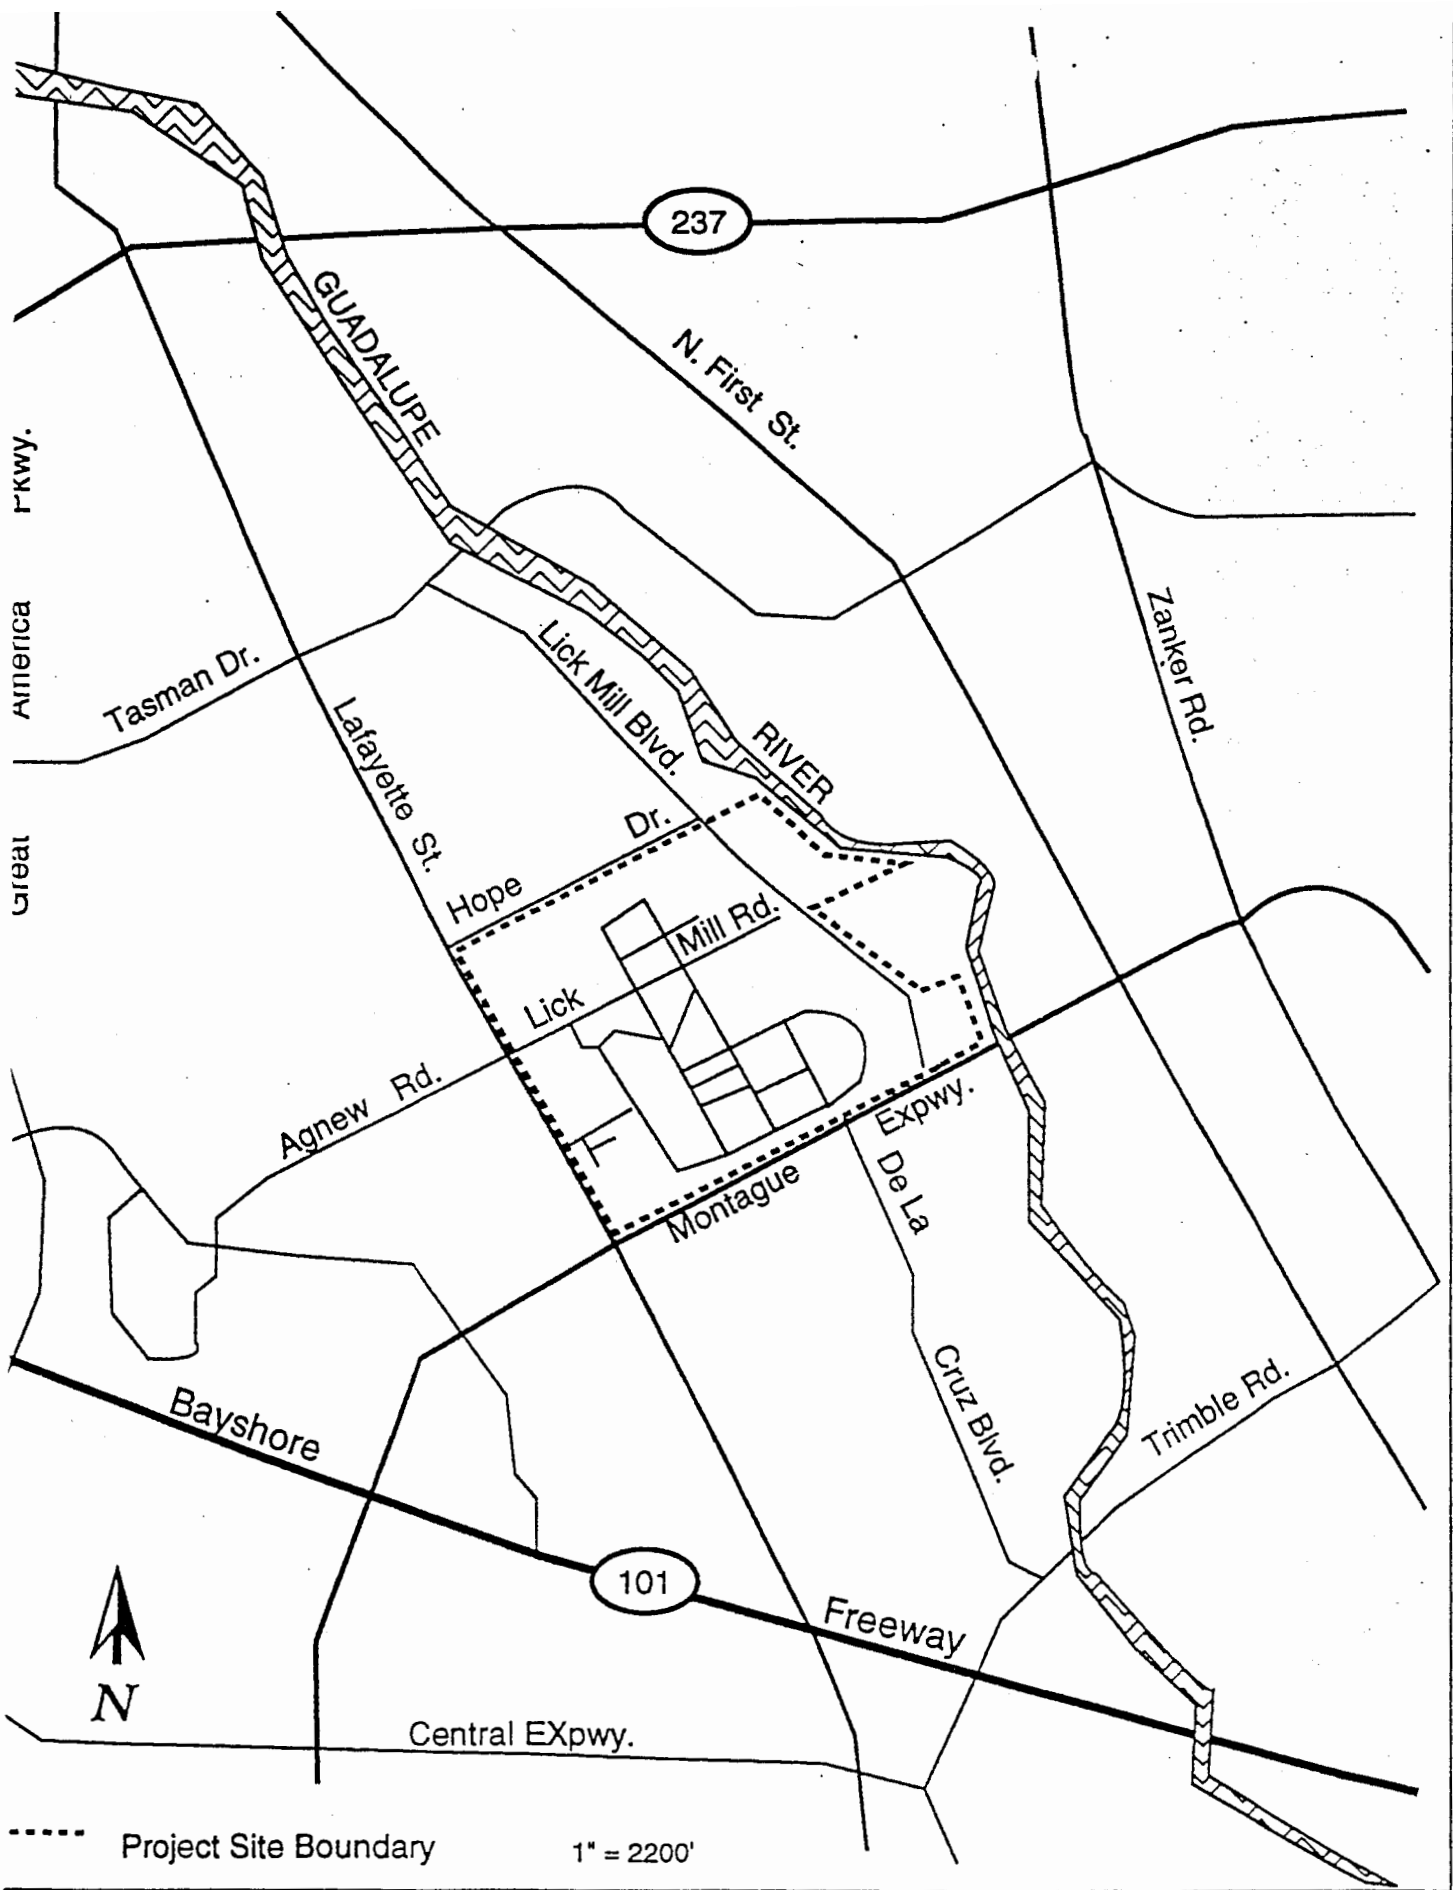 237
GUADALUPE
N. First St.
Great America Pkwy.
Zanker Rd.
Tasman Dr.
Lick Mill Blvd.
Lafayette St.
RIVER
Hope Dr.
Lick Mill Rd.
Agnew Rd.
Montague Expwy.
De La Cruz Blvd.
Trimble Rd.
Bayshore
101
Freeway
N
Central EXpwy.
Project Site Boundary
1" = 2200'